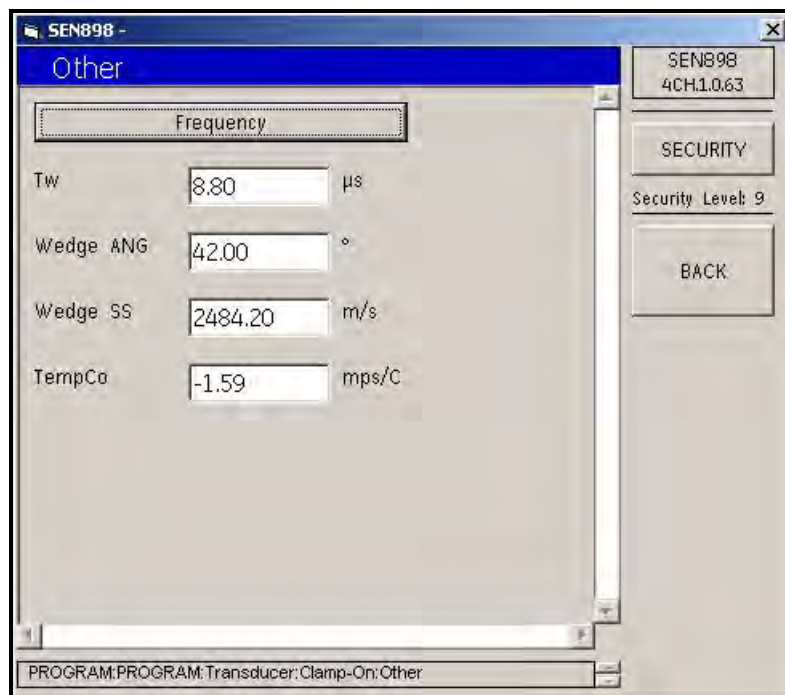 SEN898 -
Other
SEN898
4CH.1.0.63
Frequency
SECURITY
Security Level: 9
BACK
Tw 8.80 µs
Wedge ANG 42.00 °
Wedge SS 2484.20 m/s
TempCo -1.59 mps/C
PROGRAM:PROGRAM:Transducer:Clamp-On:Other